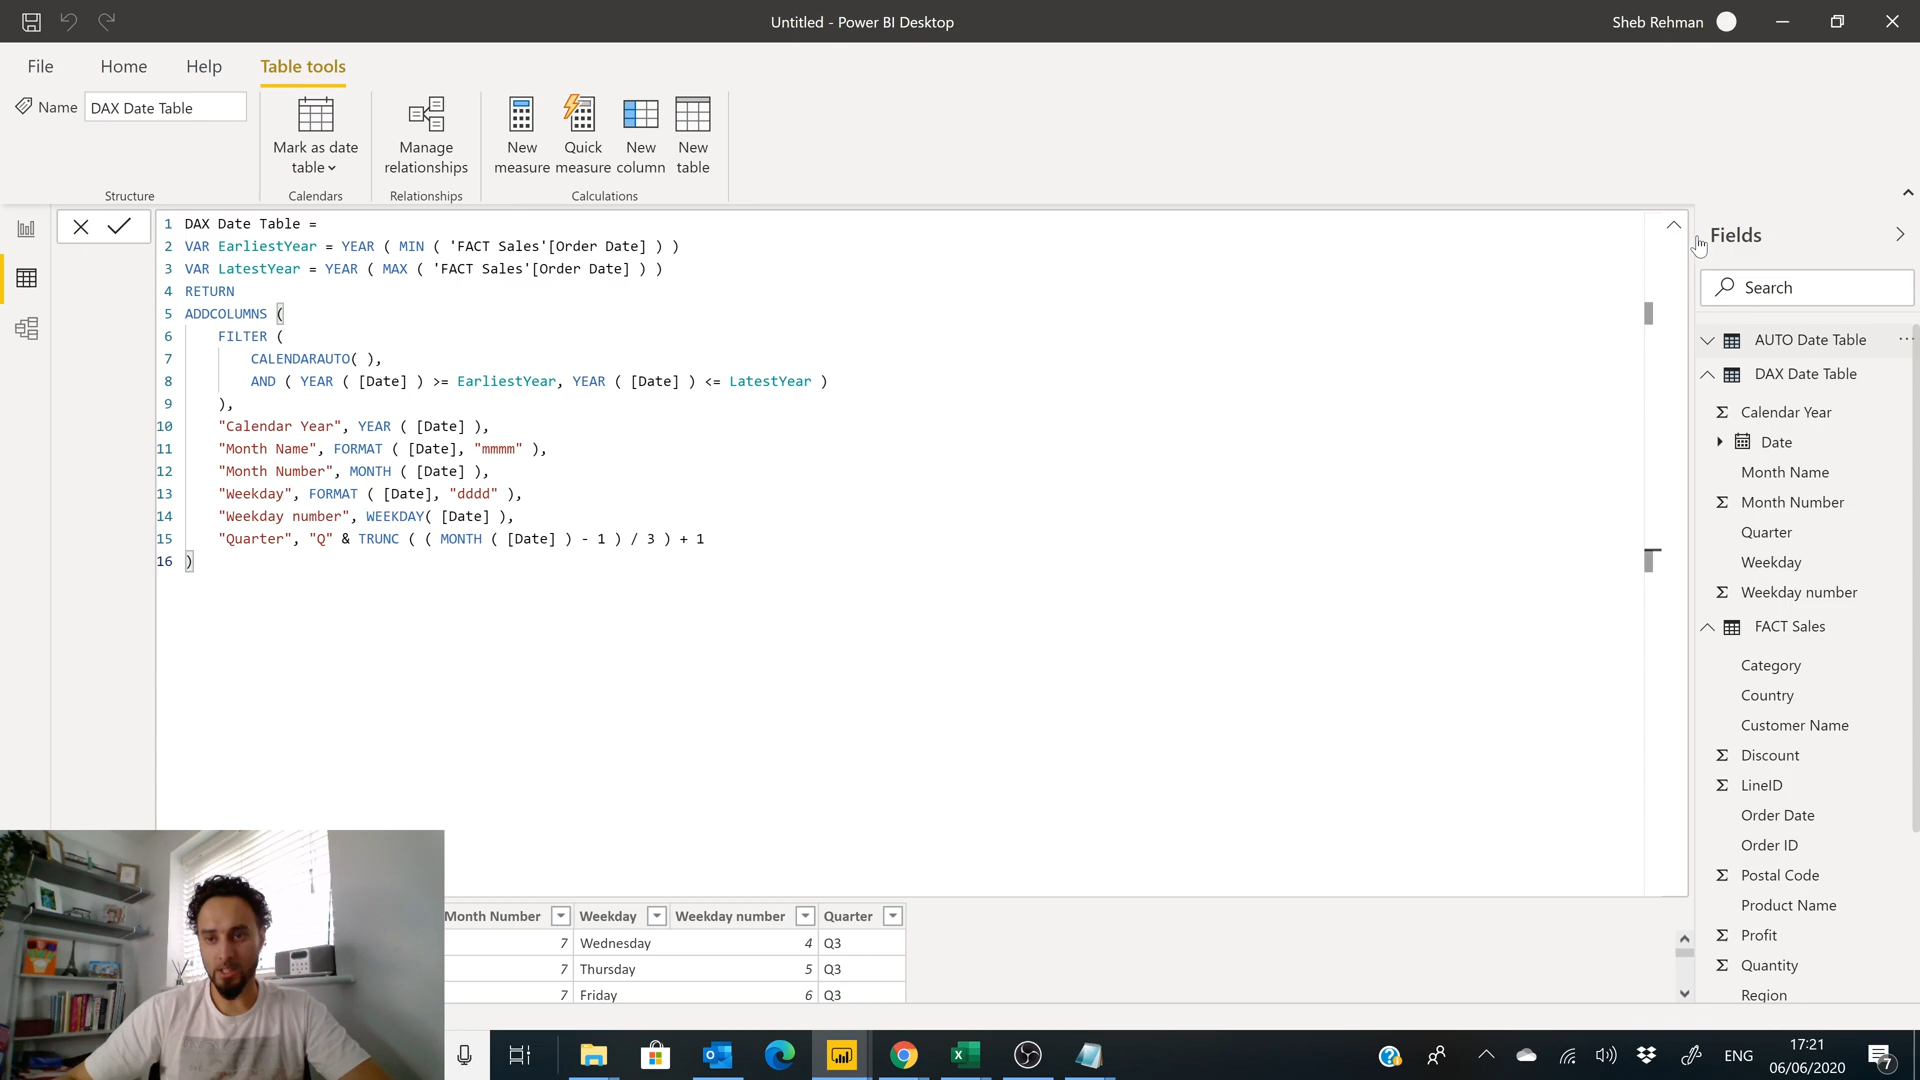 Untitled - Power BI Desktop
Sheb Rehman
File
Home
Help
Table tools
Name
DAX Date Table
Mark as date
table
Manage
relationships
New
measure
Quick
measure
New
column
New
table
Structure
Calendars
Relationships
Calculations
1 DAX Date Table =
2 VAR EarliestYear = YEAR ( MIN ( 'FACT Sales'[Order Date] ) )
3 VAR LatestYear = YEAR ( MAX ( 'FACT Sales'[Order Date] ) )
4 RETURN
5 ADDCOLUMNS (
6 FILTER (
7 CALENDARAUTO( ),
8 AND ( YEAR ( [Date] ) >= EarliestYear, YEAR ( [Date] ) <= LatestYear )
9 ),
10 "Calendar Year", YEAR ( [Date] ),
11 "Month Name", FORMAT ( [Date], "mmmm" ),
12 "Month Number", MONTH ( [Date] ),
13 "Weekday", FORMAT ( [Date], "dddd" ),
14 "Weekday number", WEEKDAY( [Date] ),
15 "Quarter", "Q" & TRUNC ( ( MONTH ( [Date] ) - 1 ) / 3 ) + 1
16 )
Fields
Search
AUTO Date Table
DAX Date Table
Calendar Year
Date
Month Name
Month Number
Quarter
Weekday
Weekday number
FACT Sales
Category
Country
Customer Name
Discount
LineID
Order Date
Order ID
Postal Code
Product Name
Profit
Quantity
Region
Month Number Weekday Weekday number Quarter
7 Wednesday 4 Q3
7 Thursday 5 Q3
7 Friday 6 Q3
ENG
17:21
06/06/2020
7